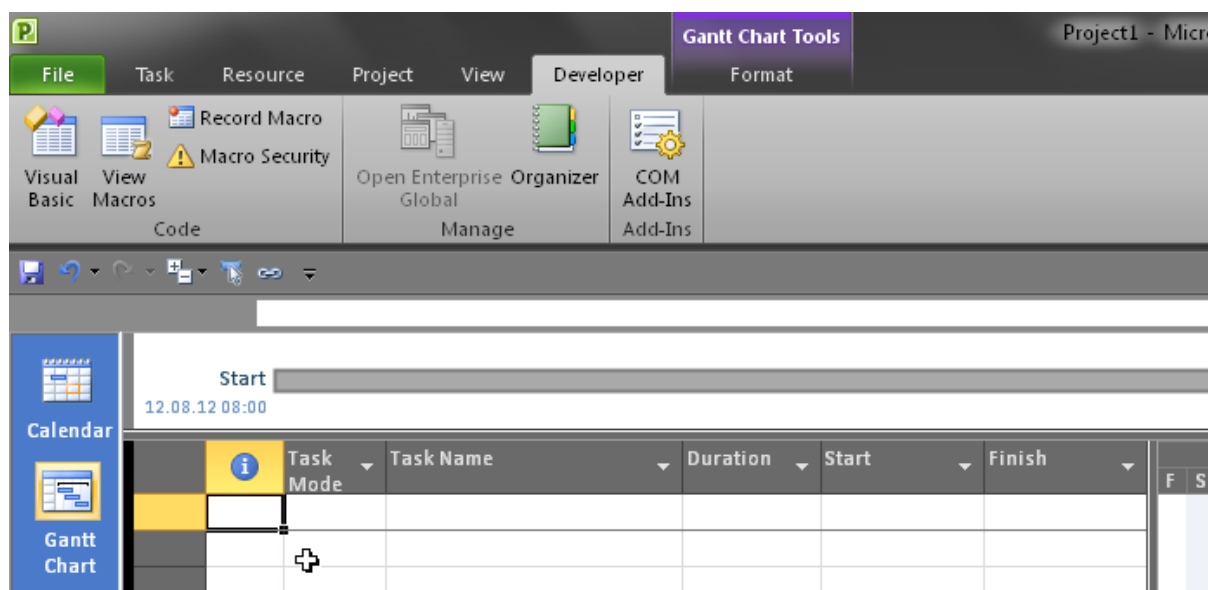 Gantt Chart Tools
Project1 - Micr
File Task Resource Project View Developer Format
Record Macro
Macro Security
Visual Basic
View Macros
Open Enterprise Global
Organizer
COM Add-Ins
Code Manage Add-Ins
Start
12.08.12 08:00
Calendar
Task Mode
Task Name
Duration
Start
Finish
F S
Gantt
Chart